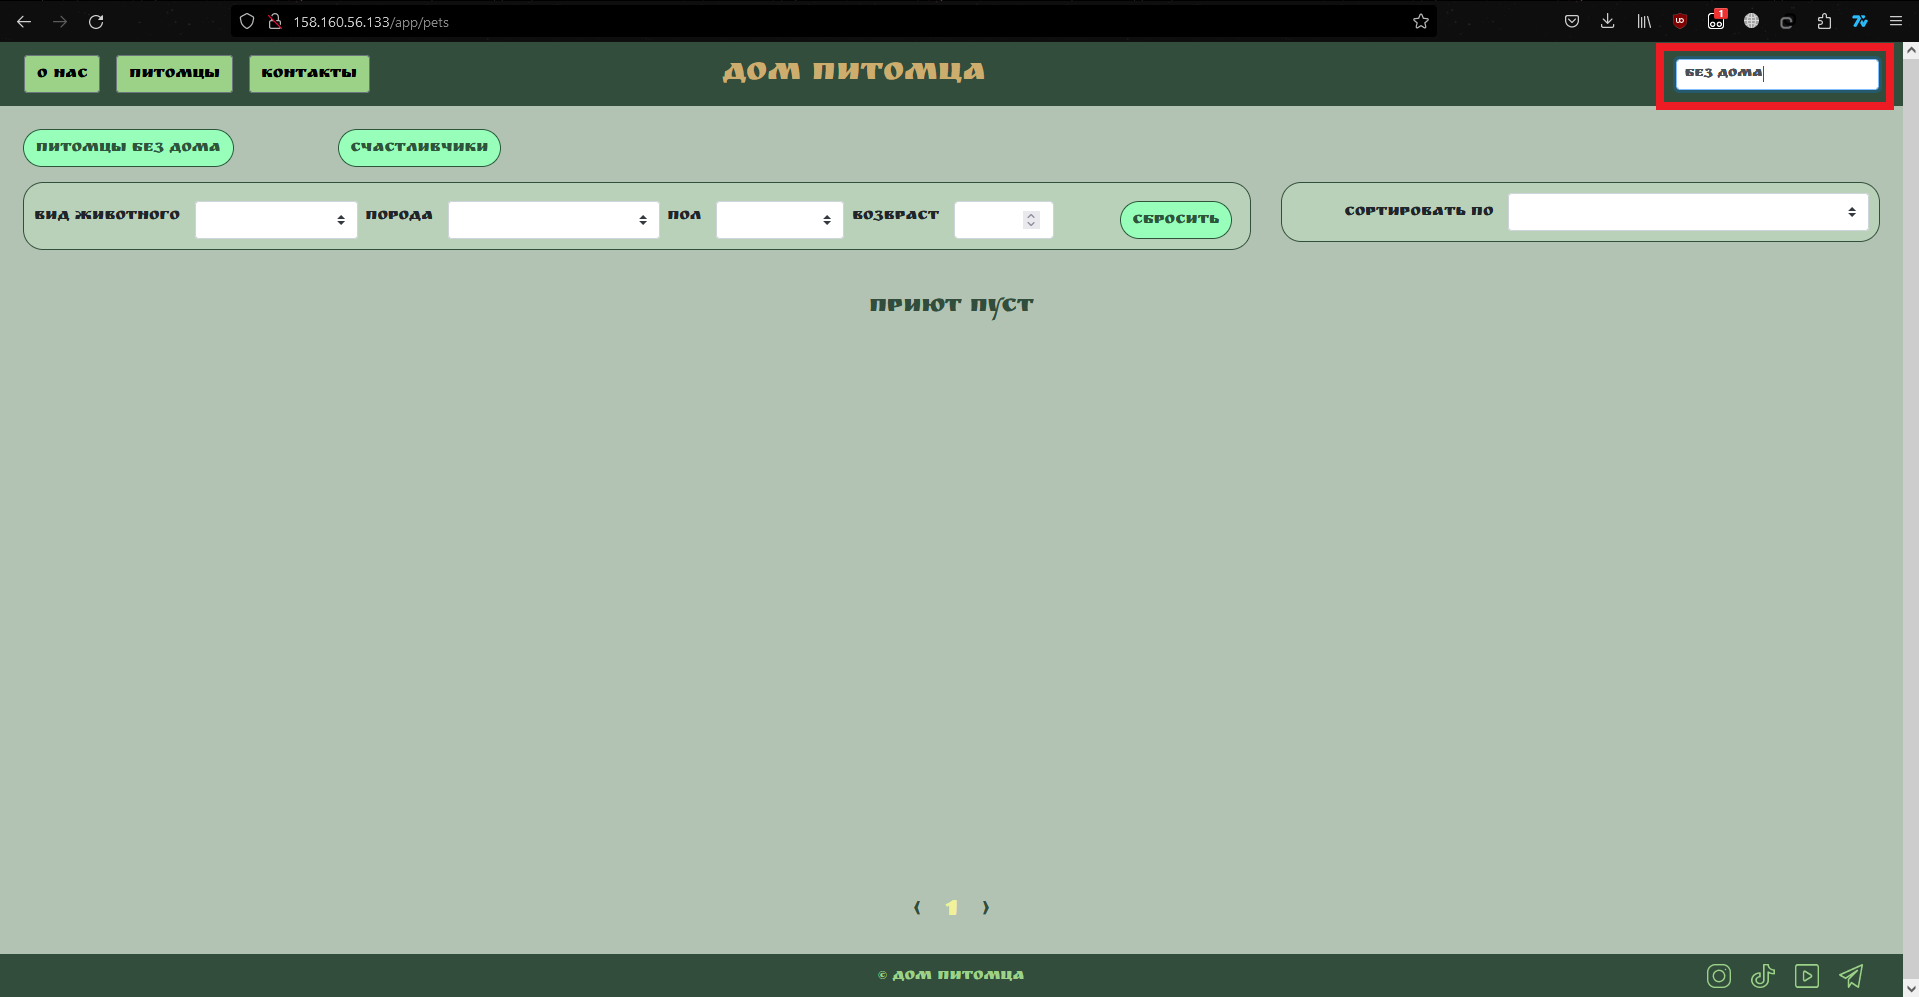 158.160.56.133/app/pets
1
О НАС
ПИТОМЦЫ
КОНТАКТЫ
ДОМ ПИТОМЦА
БЕЗ ДОМА
ПИТОМЦЫ БЕЗ ДОМА
СЧАСТЛИВЧИКИ
ВИД ЖИВОТНОГО
ПОРОДА
ПОЛ
ВОЗВРАСТ
СБРОСИТЬ
СОРТИРОВАТЬ ПО
ПРИЮТ ПУСТ
⟨ 1 ⟩
© ДОМ ПИТОМЦА